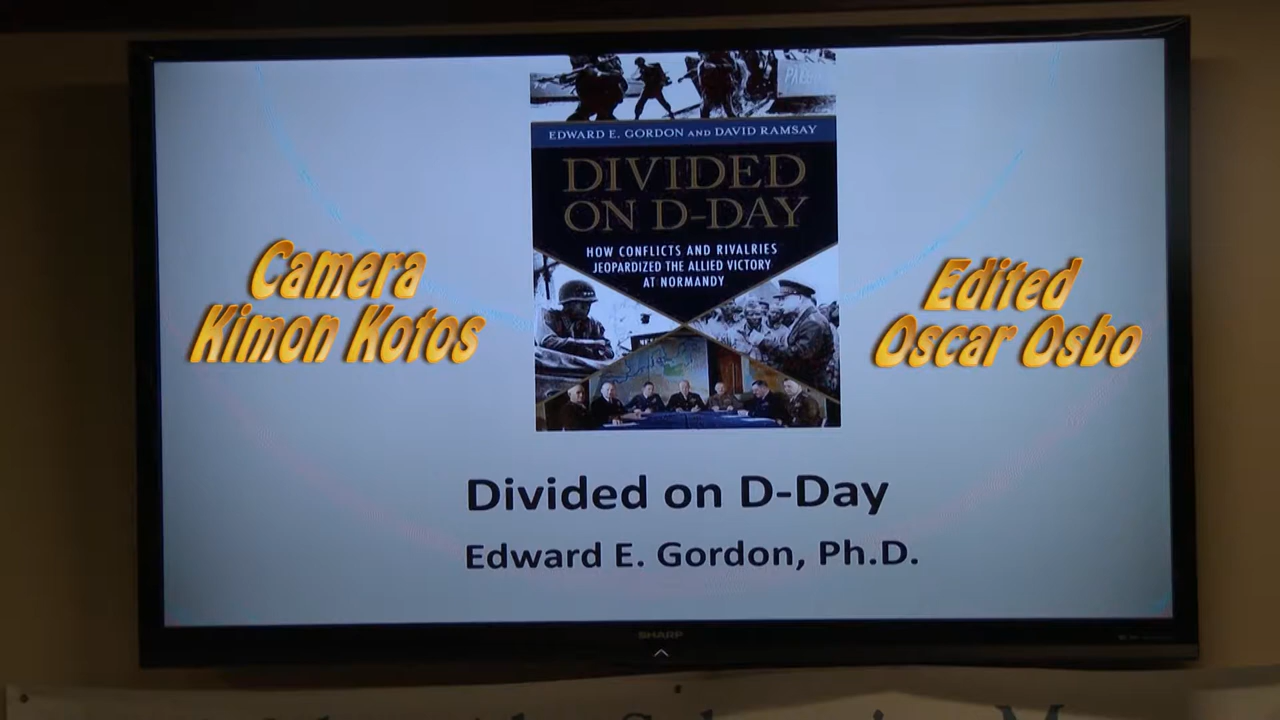 EDWARD E. GORDON AND DAVID RAMSAY
DIVIDED
ON D-DAY
HOW CONFLICTS AND RIVALRIES
JEOPARDIZED THE ALLIED VICTORY
AT NORMANDY
Camera
Kimon Kotos
Edited
Oscar Osbo
Divided on D-Day
Edward E. Gordon, Ph.D.
SHARP